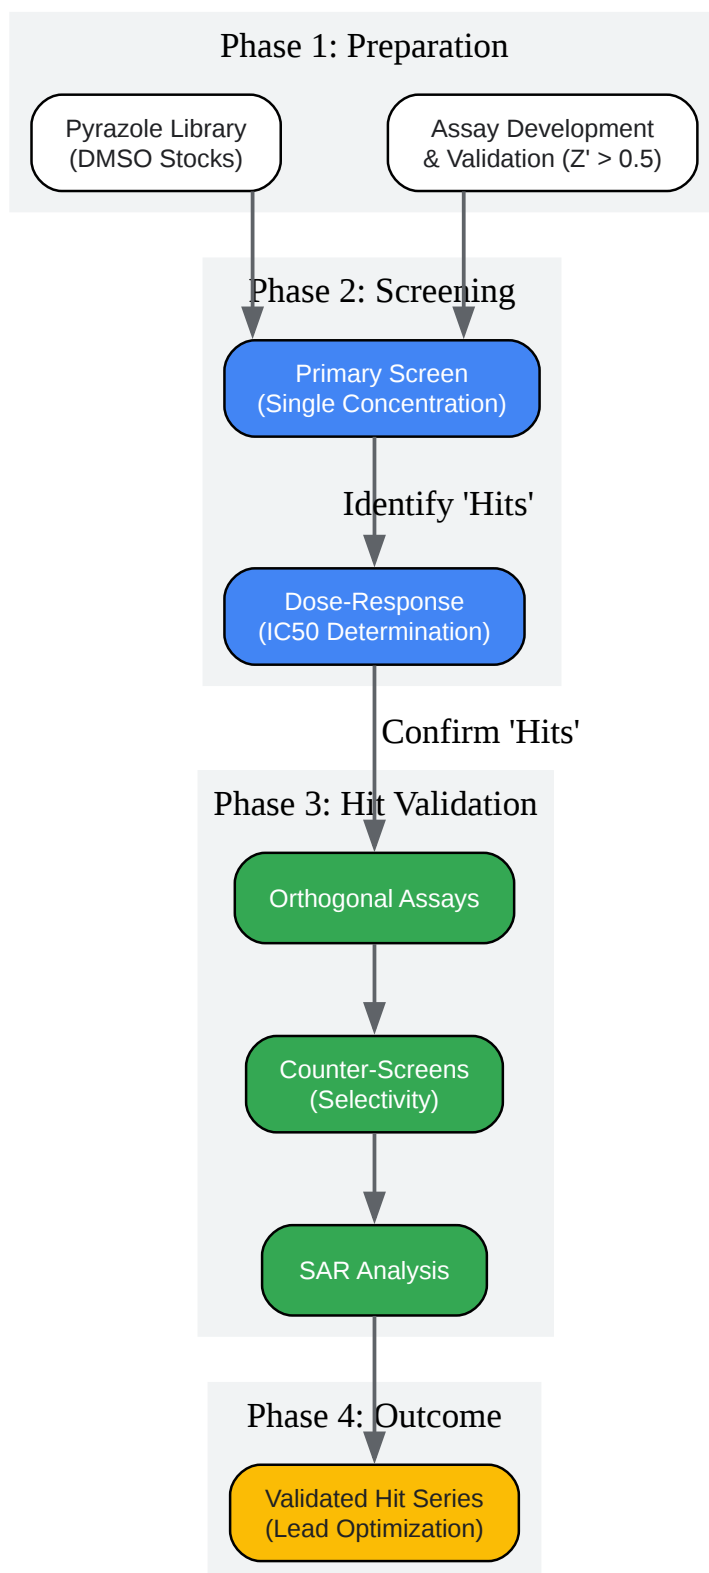 Phase 1: Preparation
Pyrazole Library
(DMSO Stocks)
Assay Development
& Validation (Z' > 0.5)
Phase 2: Screening
Primary Screen
(Single Concentration)
Identify 'Hits'
Dose-Response
(IC50 Determination)
Confirm 'Hits'
Phase 3: Hit Validation
Orthogonal Assays
Counter-Screens
(Selectivity)
SAR Analysis
Phase 4: Outcome
Validated Hit Series
(Lead Optimization)